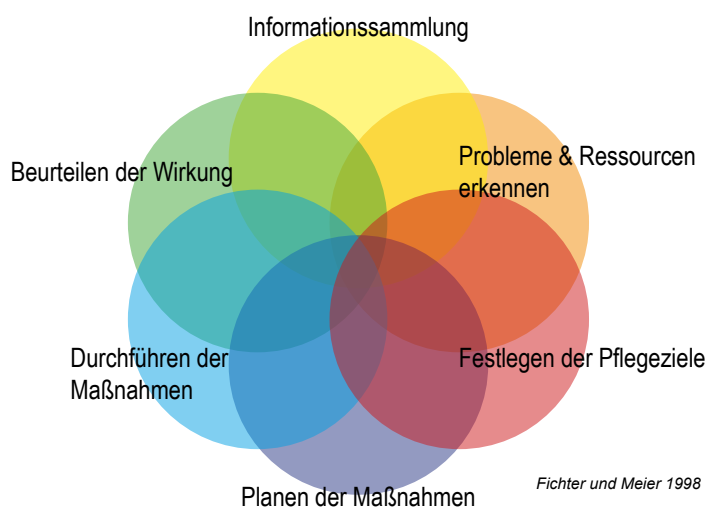 Informationssammlung
Probleme & Ressourcen
erkennen
Beurteilen der Wirkung
Durchführen der
Maßnahmen
Festlegen der Pflegeziele
Planen der Maßnahmen
Fichter und Meier 1998